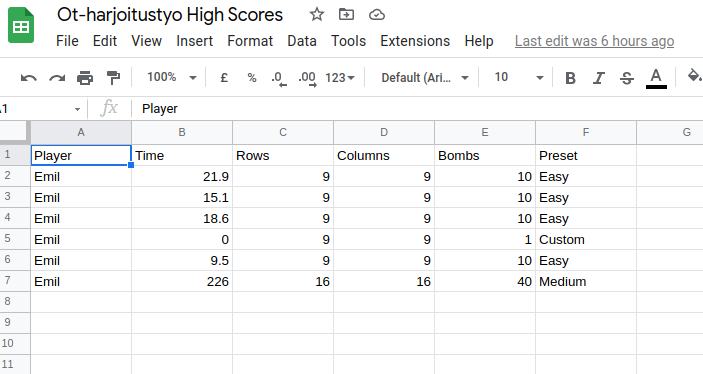 Ot-harjoitustyo High Scores
File Edit View Insert Format Data Tools Extensions Help Last edit was 6 hours ago
100% £ % .0 .00 123 Default (Ari... 10 B I S A
A1 fx Player
A B C D E F G
1 Player Time Rows Columns Bombs Preset
2 Emil 21.9 9 9 10 Easy
3 Emil 15.1 9 9 10 Easy
4 Emil 18.6 9 9 10 Easy
5 Emil 0 9 9 1 Custom
6 Emil 9.5 9 9 10 Easy
7 Emil 226 16 16 40 Medium
8
9
10
11